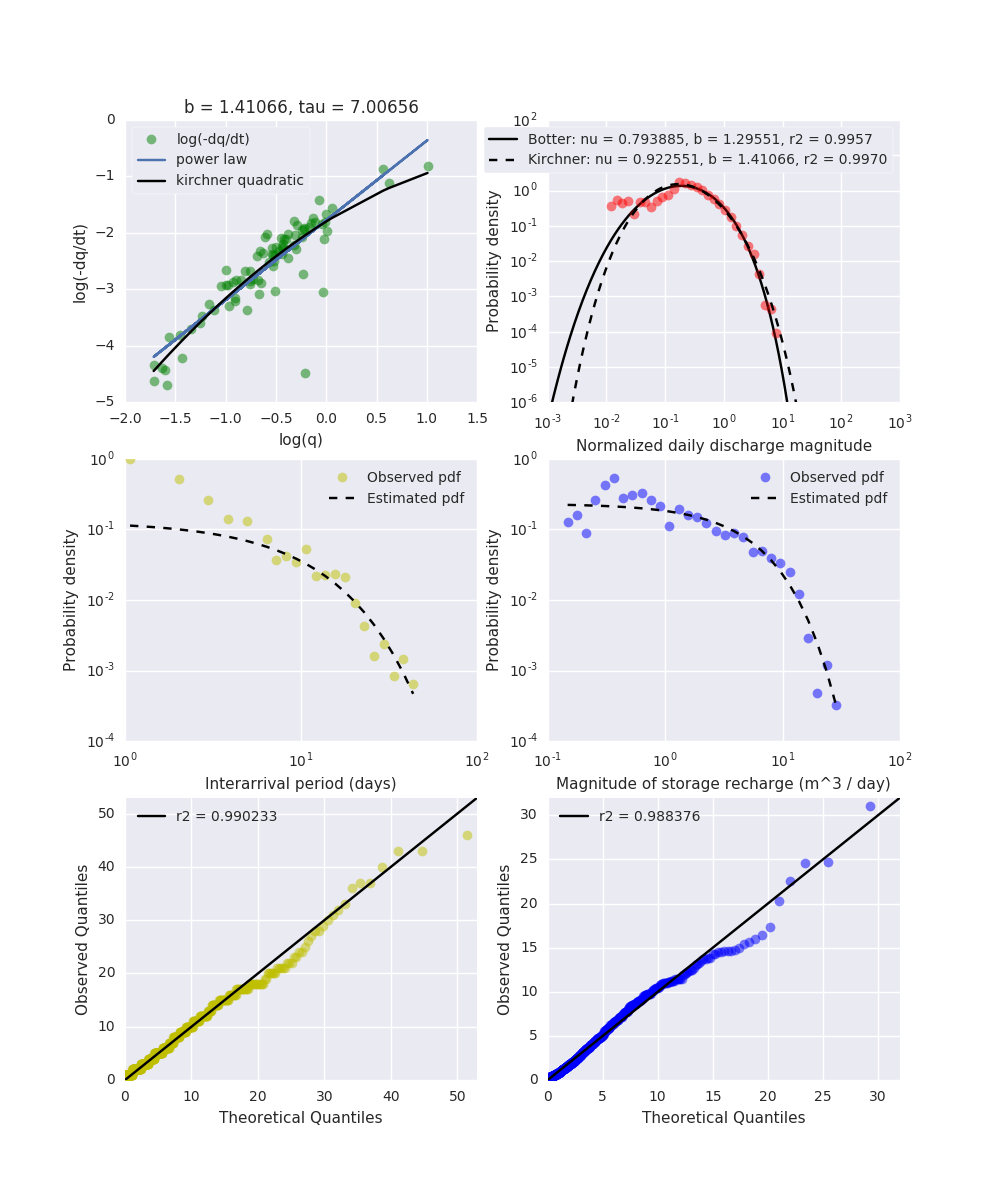 b = 1.41066, tau = 7.00656
0
−1
−2
−3
−4
−5
log(-dq/dt)
log(-dq/dt)
power law
kirchner quadratic
−2.0 −1.5 −1.0 −0.5 0.0 0.5 1.0 1.5
log(q)
10^2
Botter: nu = 0.793885, b = 1.29551, r2 = 0.9957
Kirchner: nu = 0.922551, b = 1.41066, r2 = 0.9970
10^0
10^-1
10^-2
10^-3
10^-4
10^-5
10^-6
Probability density
10^-3 10^-2 10^-1 10^0 10^1 10^2 10^3
Normalized daily discharge magnitude
10^0
10^-1
10^-2
10^-3
10^-4
Probability density
Observed pdf
Estimated pdf
10^0 10^1 10^2
Interarrival period (days)
10^0
10^-1
10^-2
10^-3
10^-4
Probability density
Observed pdf
Estimated pdf
10^-1 10^0 10^1 10^2
Magnitude of storage recharge (m^3 / day)
50
40
30
20
10
0
Observed Quantiles
r2 = 0.990233
0 10 20 30 40 50
Theoretical Quantiles
30
25
20
15
10
5
0
Observed Quantiles
r2 = 0.988376
0 5 10 15 20 25 30
Theoretical Quantiles